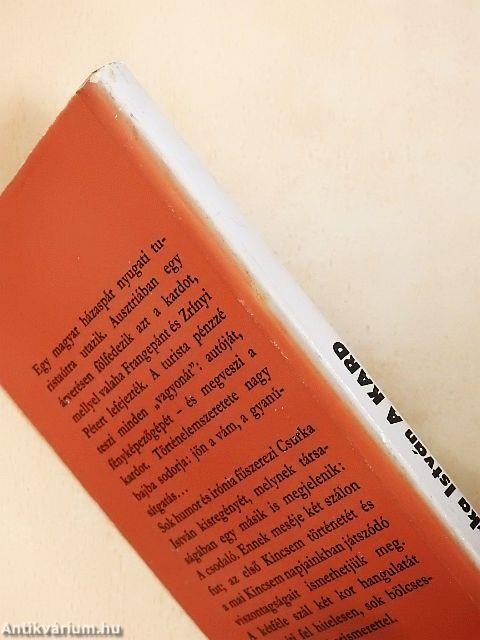 Egy magyar házaspár nyugati tu-
ristaútra utazik. Ausztriában egy
árverésen fölfedezik azt a kardot,
mellyel valaha Frangepánt és Zrínyi
Pétert lefejezték. A turista pénzzé
teszi minden „vagyonát": autóját,
fényképezőgépét – és megveszi a
kardot. Történelemszeretete nagy
bajba sodorja: jön a vám, a gyanú-
sítgatás...
Sok humor és irónia fűszerezi Csurka
István kisregényét, melynek társa-
ságában egy másik is megjelenik:
A csodaló. Ennek meséje két szálon
fut; az első Kincsem történetét és
a mai Kincsem napjainkban játszódó
viszontagságait ismerhetjük meg.
A kétféle szál két kor hangulatát
fel hitelesen, sok bölcses-
ismerettel.
ka István A KARD
Antikvárium.hu